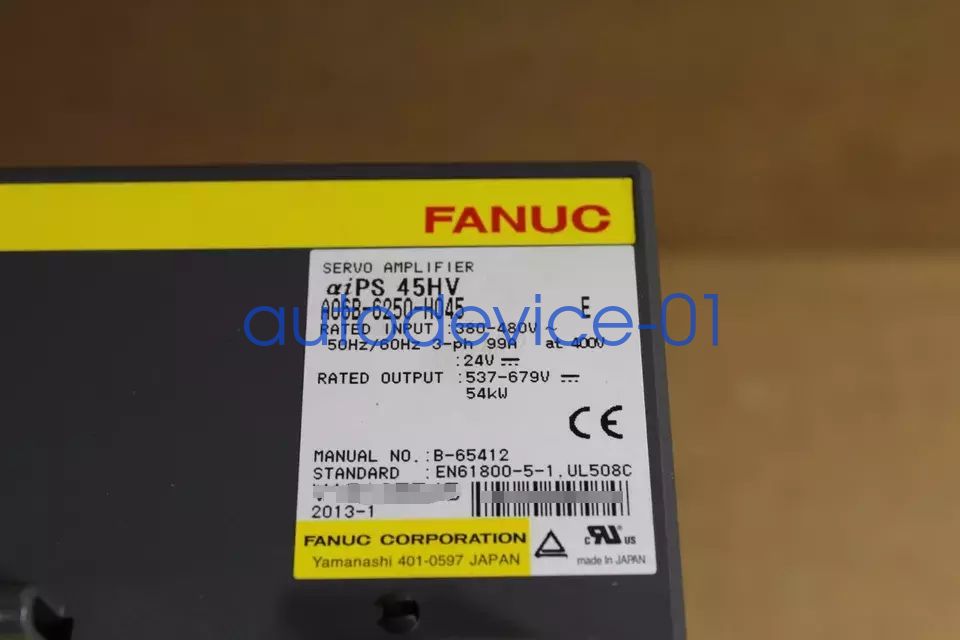 FANUC
SERVO AMPLIFIER
αiPS 45HV
A06B-6250-H045 E
autodevice-01
RATED INPUT :380-480V ~
50Hz/60Hz 3-ph 99A at 400V
:24V ⎓
RATED OUTPUT :537-679V ⎓
54kW
CE
MANUAL NO.:B-65412
STANDARD :EN61800-5-1,UL508C
2013-1
FANUC CORPORATION
Yamanashi 401-0597 JAPAN
c RU us
made in JAPAN